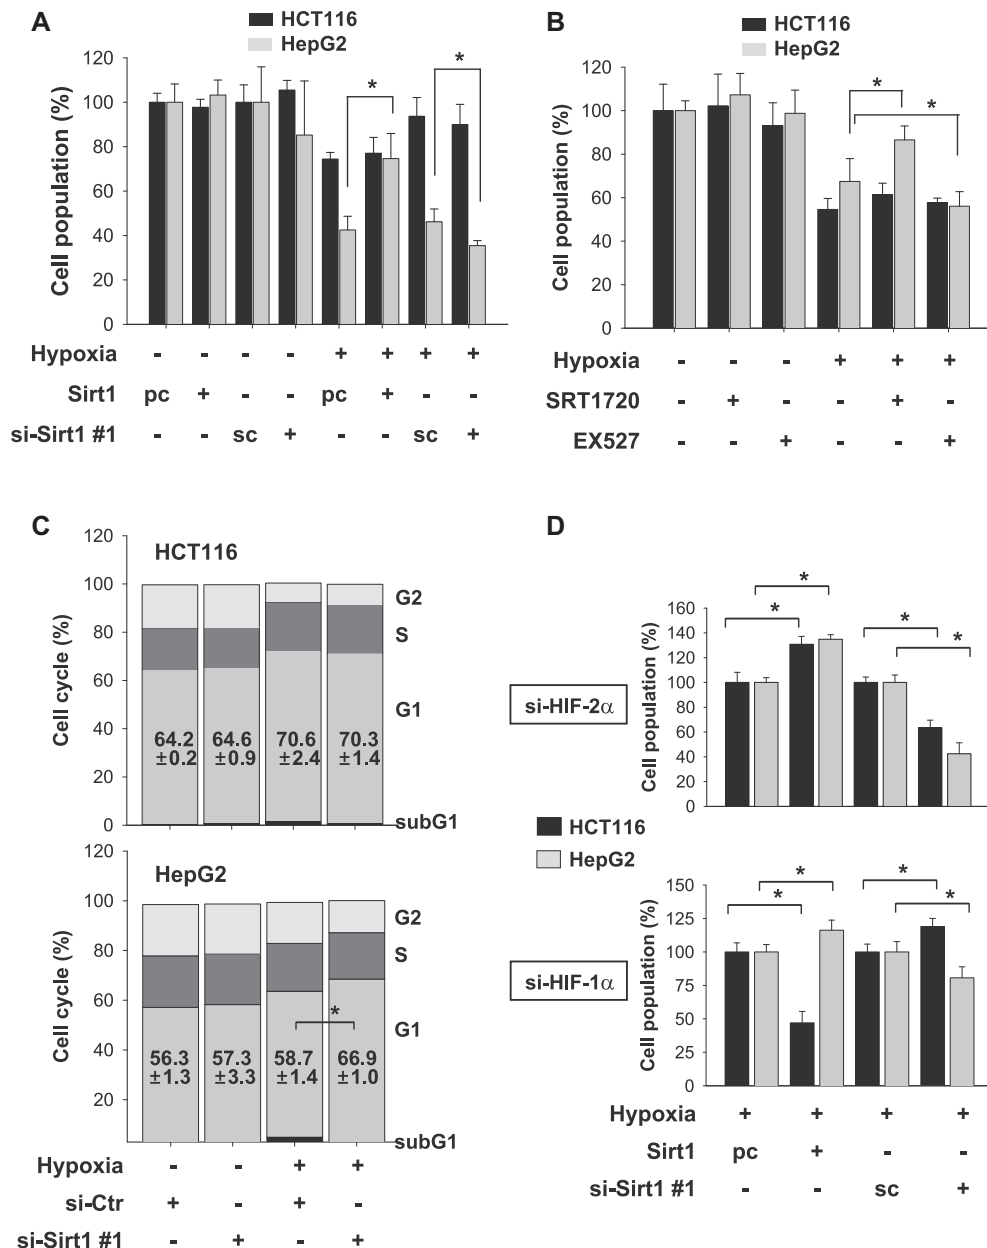 A
HCT116
HepG2
Cell population (%)
120
100
80
60
40
20
0
* *
Hypoxia - - - - + + + +
Sirt1 pc + - - pc + - -
si-Sirt1 #1 - - sc + - - sc +
B
HCT116
HepG2
Cell population (%)
120
100
80
60
40
20
0
* *
Hypoxia - - - + + +
SRT1720 - + - - + -
EX527 - - + - - +
C
HCT116
Cell cycle (%)
120
100
80
60
40
20
0
G2
S
G1
subG1
64.2 64.6 70.6 70.3
±0.2 ±0.9 ±2.4 ±1.4
HepG2
Cell cycle (%)
120
100
80
60
40
20
G2
S
G1
subG1
*
56.3 57.3 58.7 66.9
±1.3 ±3.3 ±1.4 ±1.0
Hypoxia - - + +
si-Ctr + - + -
si-Sirt1 #1 - + - +
D
si-HIF-2α
Cell population (%)
160
140
120
100
80
60
40
20
0
* * * *
HCT116
HepG2
si-HIF-1α
Cell population (%)
150
125
100
75
50
25
0
* * * *
Hypoxia + + + +
Sirt1 pc + - -
si-Sirt1 #1 - - sc +